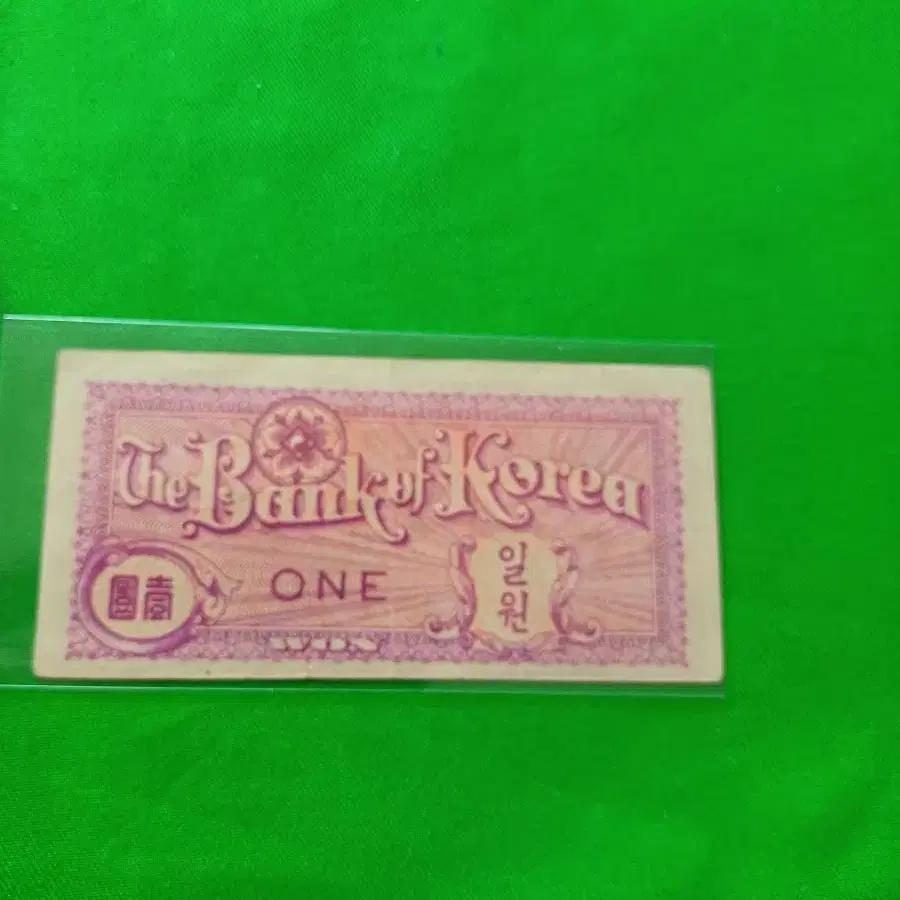 The Bank of Korea
壹圓
ONE
일원